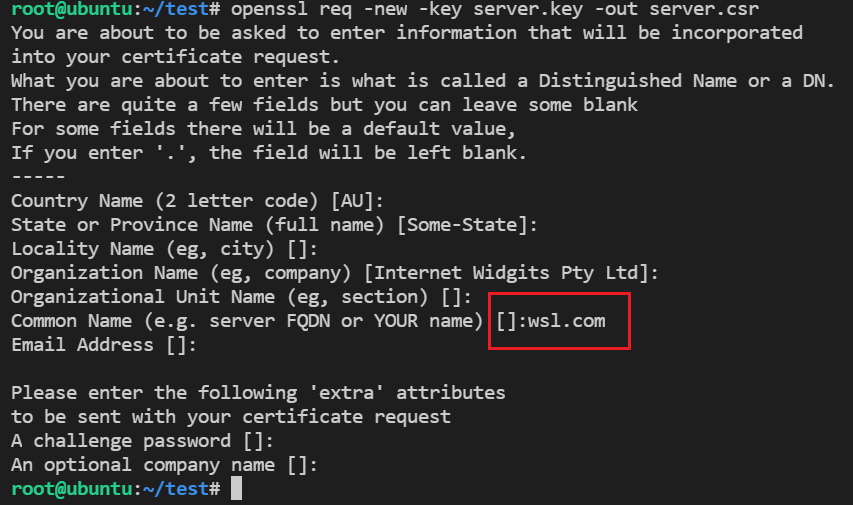 root@ubuntu:~/test# openssl req -new -key server.key -out server.csr
You are about to be asked to enter information that will be incorporated
into your certificate request.
What you are about to enter is what is called a Distinguished Name or a DN.
There are quite a few fields but you can leave some blank
For some fields there will be a default value,
If you enter '.', the field will be left blank.
-----
Country Name (2 letter code) [AU]:
State or Province Name (full name) [Some-State]:
Locality Name (eg, city) []:
Organization Name (eg, company) [Internet Widgits Pty Ltd]:
Organizational Unit Name (eg, section) []:
Common Name (e.g. server FQDN or YOUR name) []:wsl.com
Email Address []:

Please enter the following 'extra' attributes
to be sent with your certificate request
A challenge password []:
An optional company name []:
root@ubuntu:~/test#